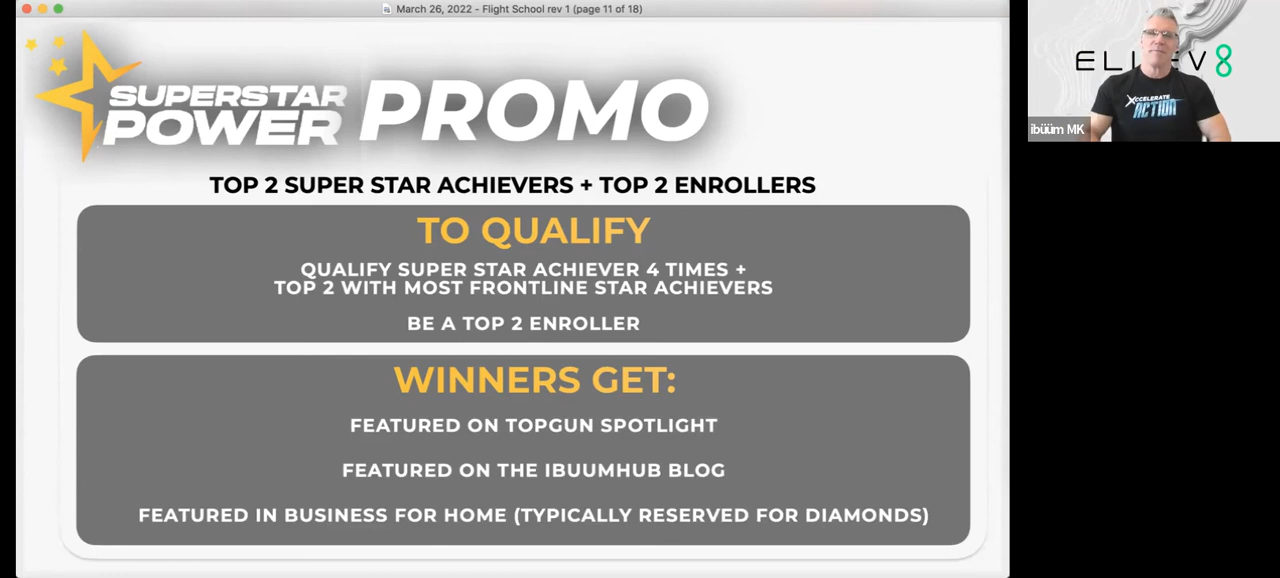 March 26, 2022 - Flight School rev 1 (page 11 of 18)
SUPERSTAR
POWER PROMO
TOP 2 SUPER STAR ACHIEVERS + TOP 2 ENROLLERS
TO QUALIFY
QUALIFY SUPER STAR ACHIEVER 4 TIMES +
TOP 2 WITH MOST FRONTLINE STAR ACHIEVERS
BE A TOP 2 ENROLLER
WINNERS GET:
FEATURED ON TOPGUN SPOTLIGHT
FEATURED ON THE IBUUMHUB BLOG
FEATURED IN BUSINESS FOR HOME (TYPICALLY RESERVED FOR DIAMONDS)
XCCELERATE
ACTION
ibüüm MK